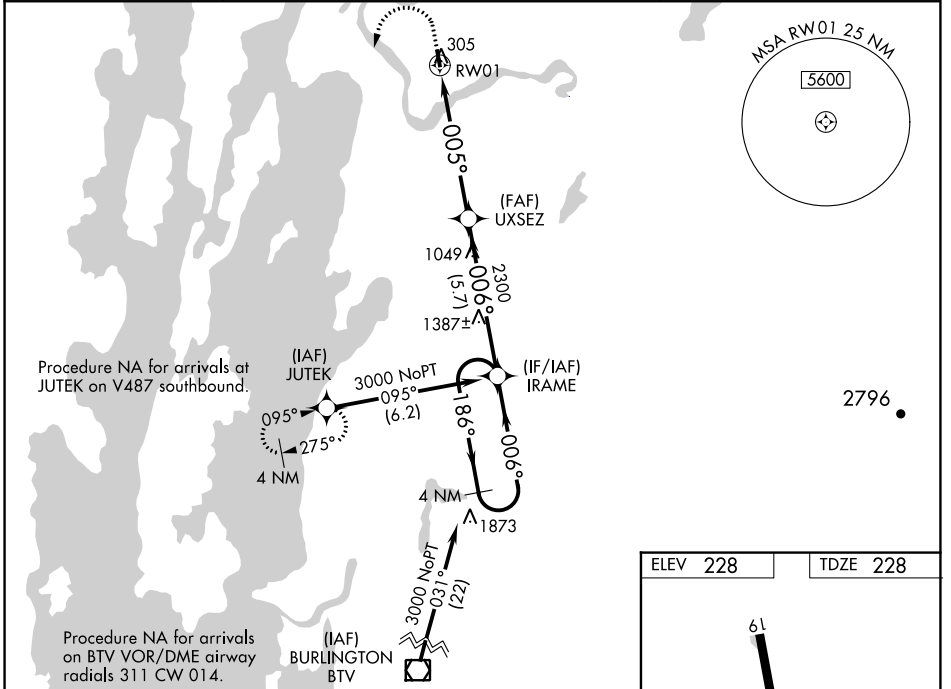 305
RW01
MSA RW01 25 NM
5600
005°
(FAF)
UXSEZ
1049
2300
006°
(5.7)
1387±
Procedure NA for arrivals at
JUTEK on V487 southbound.
(IAF)
JUTEK
3000 NoPT
095°
(6.2)
(IF/IAF)
IRAME
095°
275°
4 NM
186°
006°
4 NM
1873
2796
3000 NoPT
031°
(22)
Procedure NA for arrivals
on BTV VOR/DME airway
radials 311 CW 014.
(IAF)
BURLINGTON
BTV
ELEV 228
TDZE 228
19